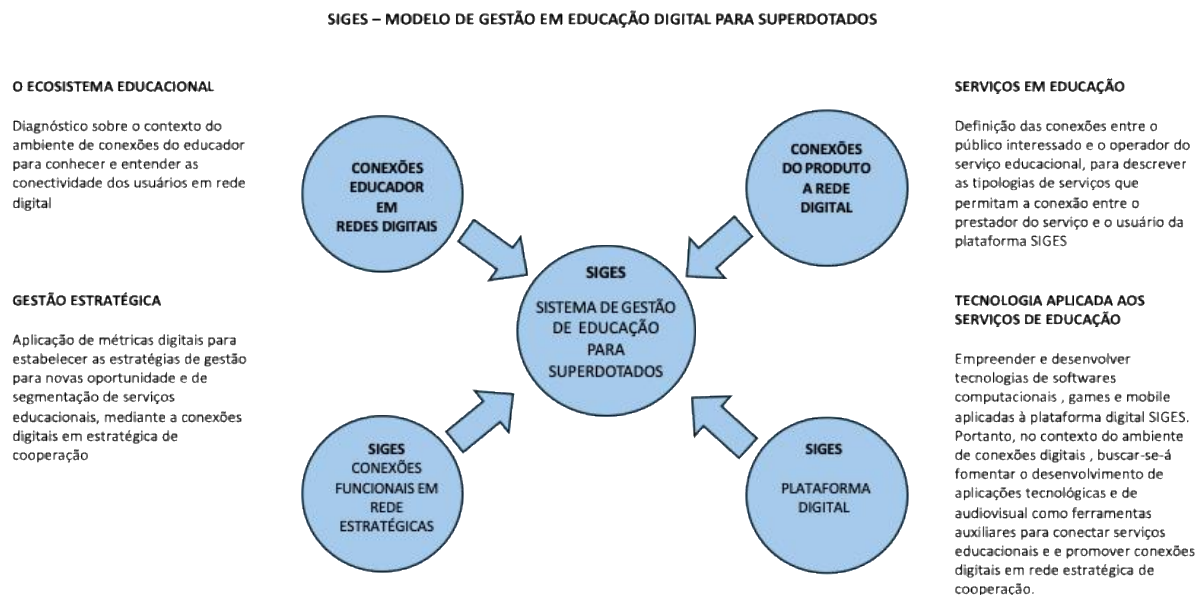 SIGES – MODELO DE GESTÃO EM EDUCAÇÃO DIGITAL PARA SUPERDOTADOS
O ECOSISTEMA EDUCACIONAL
Diagnóstico sobre o contexto do
ambiente de conexões do educador
para conhecer e entender as
conectividade dos usuários em rede
digital
GESTÃO ESTRATÉGICA
Aplicação de métricas digitais para
estabelecer as estratégias de gestão
para novas oportunidade e de
segmentação de serviços
educacionais, mediante a conexões
digitais em estratégica de
cooperação
CONEXÕES
EDUCADOR
EM
REDES DIGITAIS
CONEXÕES
DO PRODUTO
A REDE
DIGITAL
SIGES
SISTEMA DE GESTÃO
DE EDUCAÇÃO
PARA
SUPERDOTADOS
SIGES
CONEXÕES
FUNCIONAIS EM
REDE
ESTRATÉGICAS
SIGES
PLATAFORMA
DIGITAL
SERVIÇOS EM EDUCAÇÃO
Definição das conexões entre o
público interessado e o operador do
serviço educacional, para descrever
as tipologias de serviços que
permitam a conexão entre o
prestador do serviço e o usuário da
plataforma SIGES
TECNOLOGIA APLICADA AOS
SERVIÇOS DE EDUCAÇÃO
Empreender e desenvolver
tecnologias de softwares
computacionais , games e mobile
aplicadas à plataforma digital SIGES.
Portanto, no contexto do ambiente
de conexões digitais , buscar-se-á
fomentar o desenvolvimento de
aplicações tecnológicas e de
audiovisual como ferramentas
auxiliares para conectar serviços
educacionais e e promover conexões
digitais em rede estratégica de
cooperação.